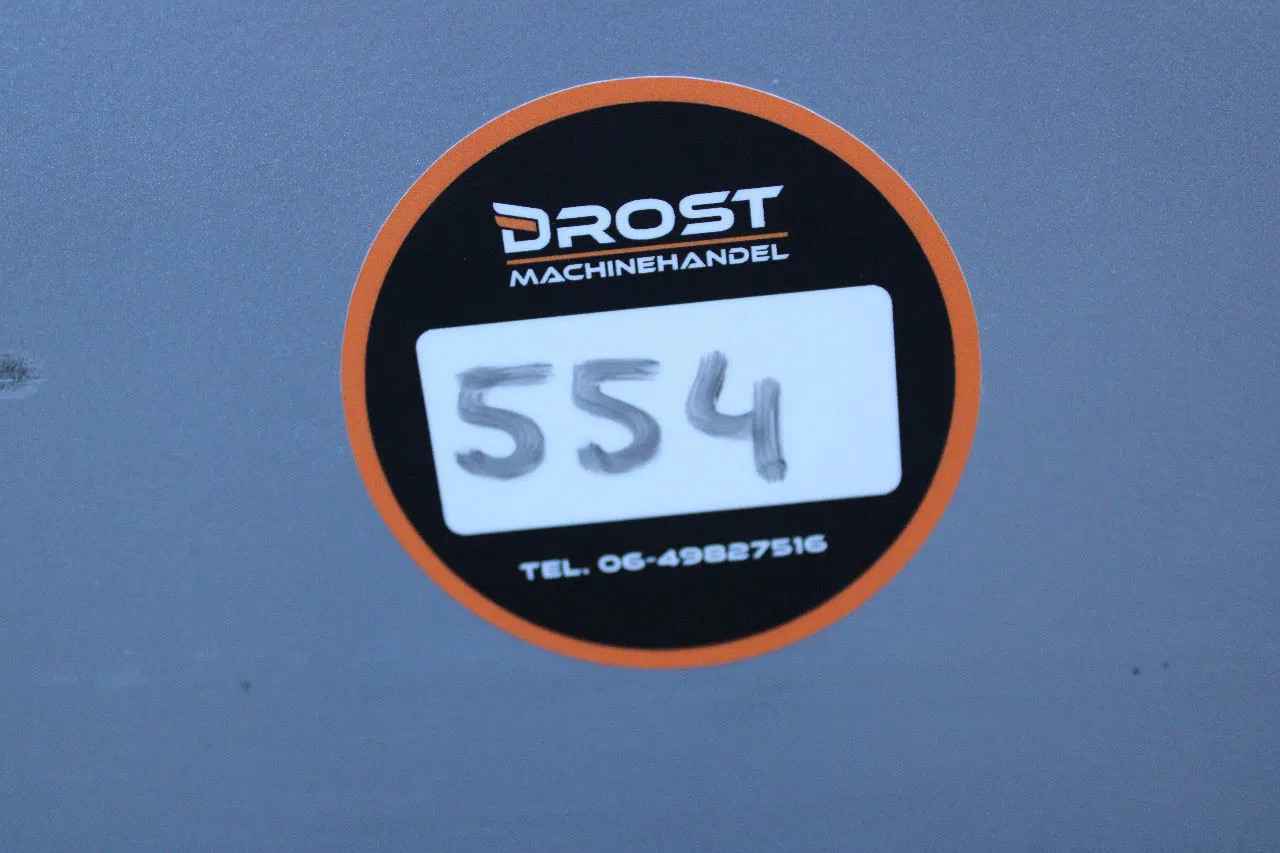 DROST
MACHINEHANDEL
554
TEL. 06-49827516